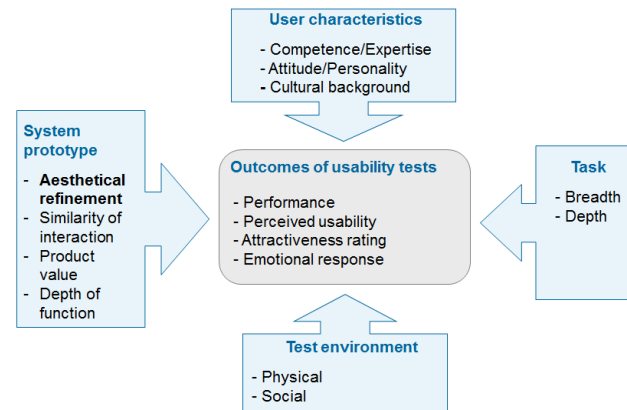 User characteristics
- Competence/Expertise
- Attitude/Personality
- Cultural background
System
prototype
- Aesthetical
refinement
- Similarity of
interaction
- Product
value
- Depth of
function
Outcomes of usability tests
- Performance
- Perceived usability
- Attractiveness rating
- Emotional response
Task
- Breadth
- Depth
Test environment
- Physical
- Social